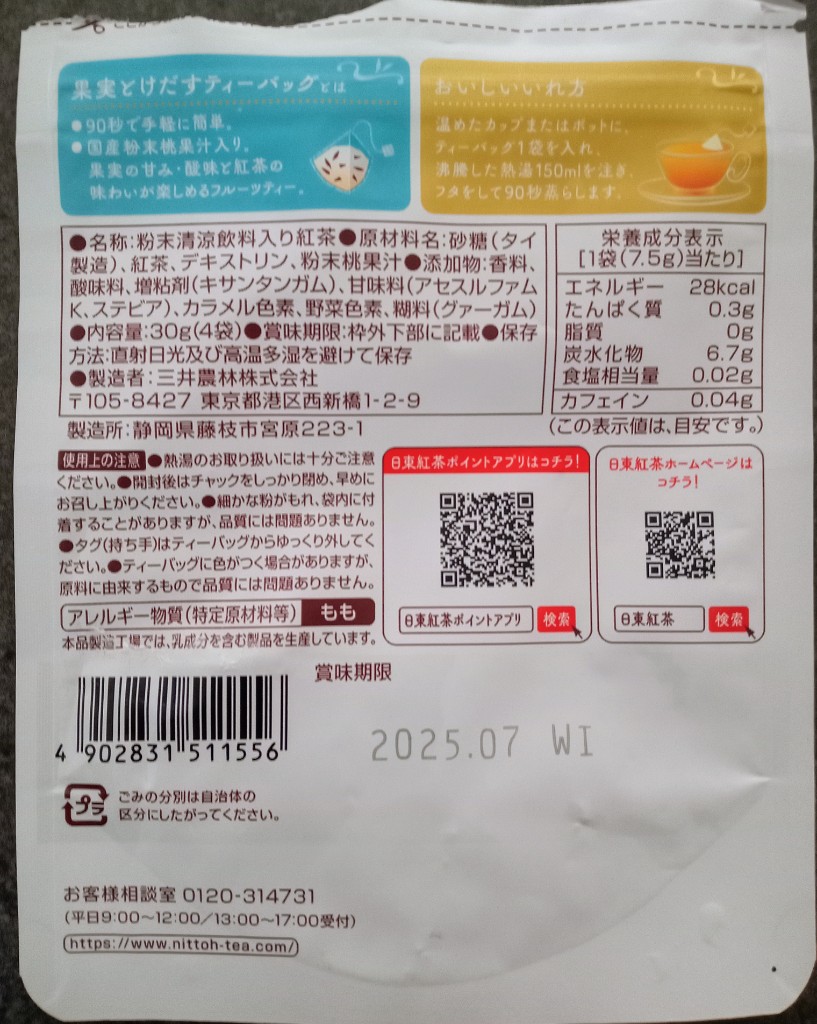 果実とけだすティーバッグとは
●90秒で手軽に簡単。
●国産粉末桃果汁入り。
果実の甘み・酸味と紅茶の
味わいが楽しめるフルーツティー。
おいしいいれ方
温めたカップまたはポットに、
ティーバッグ1袋を入れ、
沸騰した熱湯150mlを注ぎ、
フタをして90秒蒸らします。
●名称:粉末清涼飲料入り紅茶●原材料名:砂糖(タイ
製造)、紅茶、デキストリン、粉末桃果汁●添加物:香料、
酸味料、増粘剤(キサンタンガム)、甘味料(アセスルファム
K、ステビア)、カラメル色素、野菜色素、糊料(グァーガム)
●内容量:30g(4袋)●賞味期限:枠外下部に記載●保存
方法:直射日光及び高温多湿を避けて保存
●製造者:三井農林株式会社
〒105-8427 東京都港区西新橋1-2-9
製造所:静岡県藤枝市宮原223-1
栄養成分表示
[1袋(7.5g)当たり]
エネルギー 28kcal
たんぱく質 0.3g
脂質 0g
炭水化物 6.7g
食塩相当量 0.02g
カフェイン 0.04g
(この表示値は、目安です。)
使用上の注意 ●熱湯のお取り扱いには十分ご注意
ください。●開封後はチャックをしっかり閉め、早めに
お召し上がりください。●細かな粉がもれ、袋内に付
着することがありますが、品質には問題ありません。
●タグ(持ち手)はティーバッグからゆっくり外してく
ださい。●ティーバッグに色がつく場合がありますが、
原料に由来するもので品質には問題ありません。
アレルギー物質(特定原材料等) もも
本品製造工場では、乳成分を含む製品を生産しています。
日東紅茶ポイントアプリはコチラ!
日東紅茶ポイントアプリ 検索
日東紅茶ホームページは
コチラ!
日東紅茶 検索
賞味期限
2025.07 WI
4 902831 511556
プラ
ごみの分別は自治体の
区分にしたがってください。
お客様相談室 0120-314731
(平日9:00〜12:00/13:00〜17:00受付)
https://www.nittoh-tea.com/